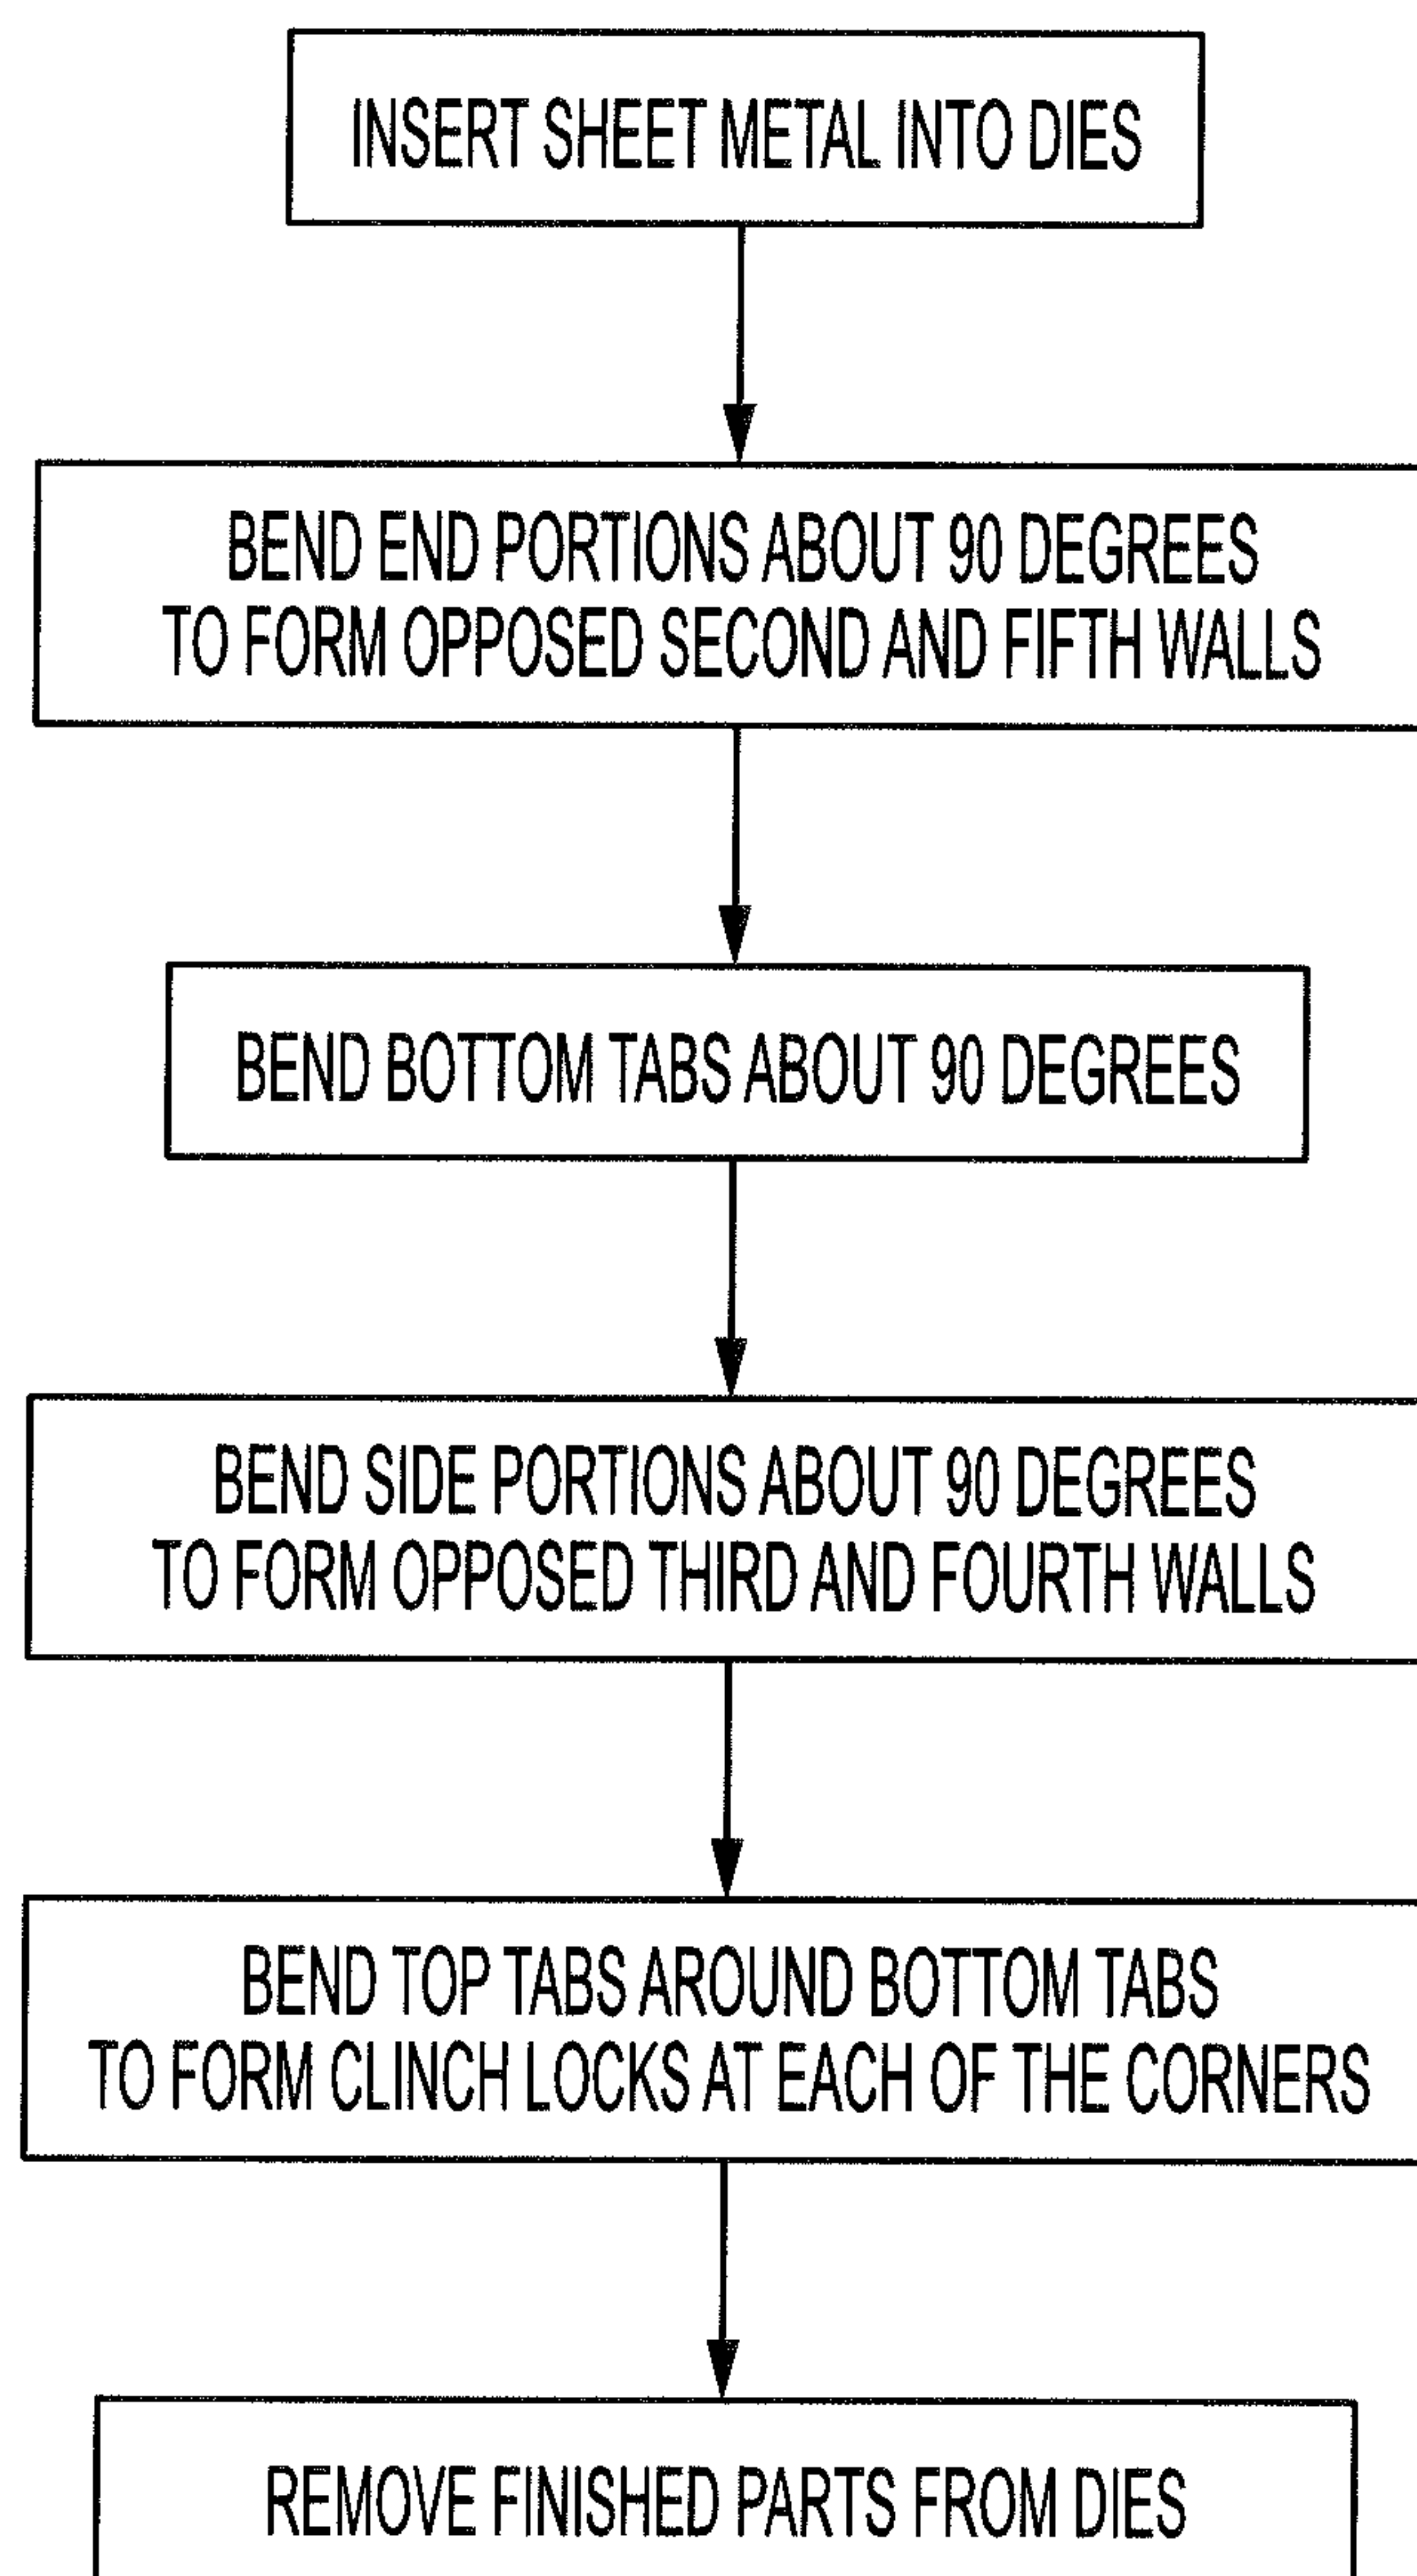 INSERT SHEET METAL INTO DIES
BEND END PORTIONS ABOUT 90 DEGREES
TO FORM OPPOSED SECOND AND FIFTH WALLS
BEND BOTTOM TABS ABOUT 90 DEGREES
BEND SIDE PORTIONS ABOUT 90 DEGREES
TO FORM OPPOSED THIRD AND FOURTH WALLS
BEND TOP TABS AROUND BOTTOM TABS
TO FORM CLINCH LOCKS AT EACH OF THE CORNERS
REMOVE FINISHED PARTS FROM DIES